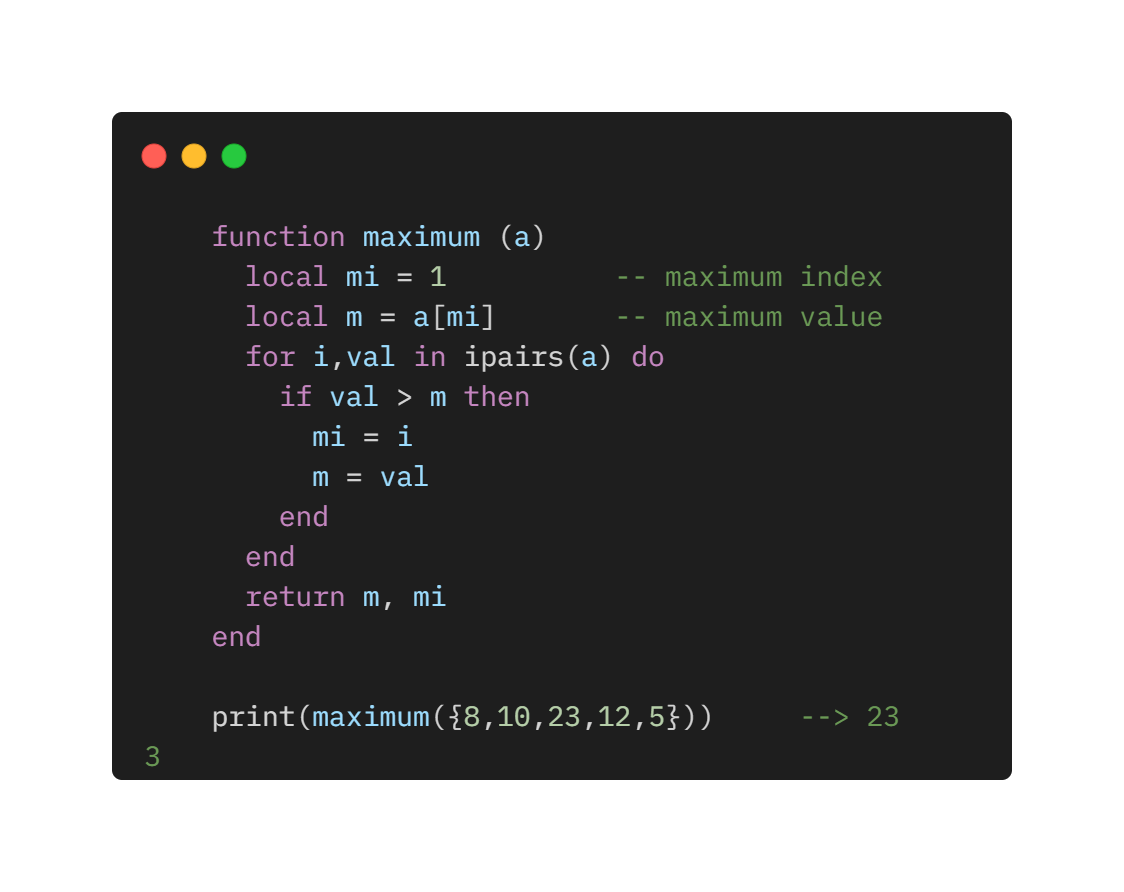 function maximum (a)
  local mi = 1          -- maximum index
  local m = a[mi]       -- maximum value
  for i,val in ipairs(a) do
    if val > m then
      mi = i
      m = val
    end
  end
  return m, mi
end
print(maximum({8,10,23,12,5}))     --> 23
3